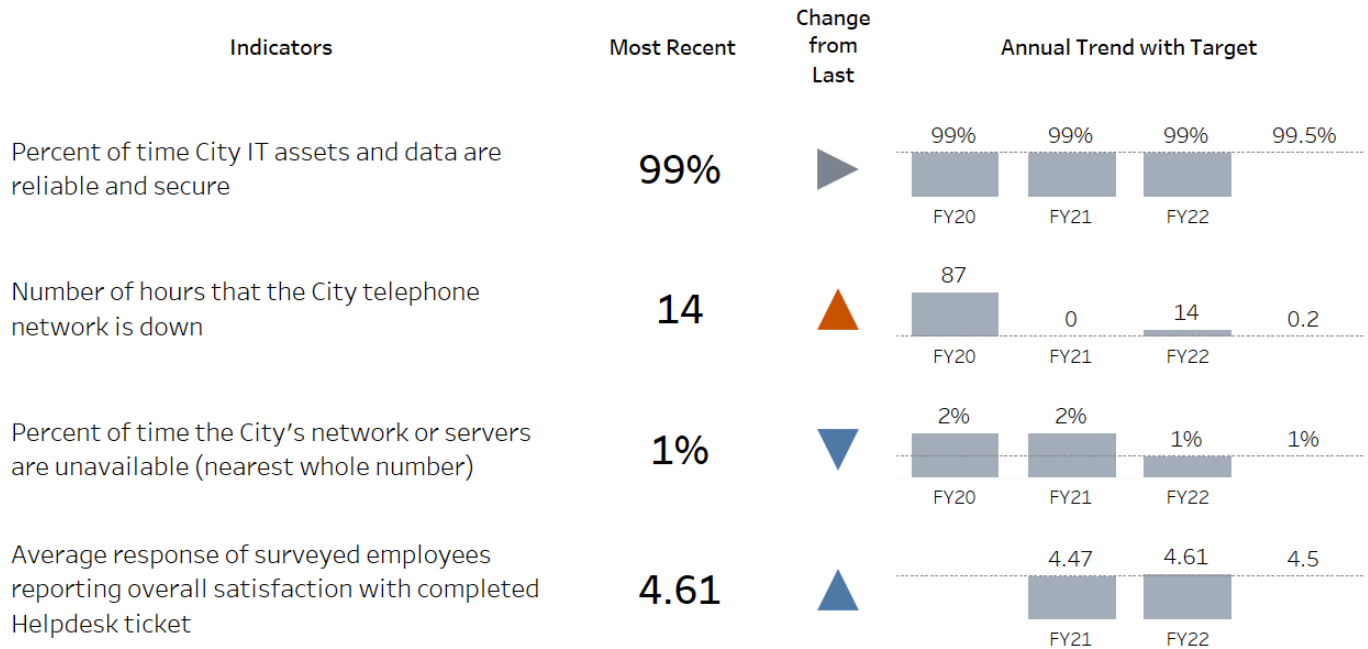 Indicators
Most Recent
Change
from
Last
Annual Trend with Target
Percent of time City IT assets and data are
reliable and secure
99%
99% 99% 99% 99.5%
FY20 FY21 FY22
Number of hours that the City telephone
network is down
14
87 0 14 0.2
FY20 FY21 FY22
Percent of time the City’s network or servers
are unavailable (nearest whole number)
1%
2% 2% 1% 1%
FY20 FY21 FY22
Average response of surveyed employees
reporting overall satisfaction with completed
Helpdesk ticket
4.61
4.47 4.61 4.5
FY21 FY22